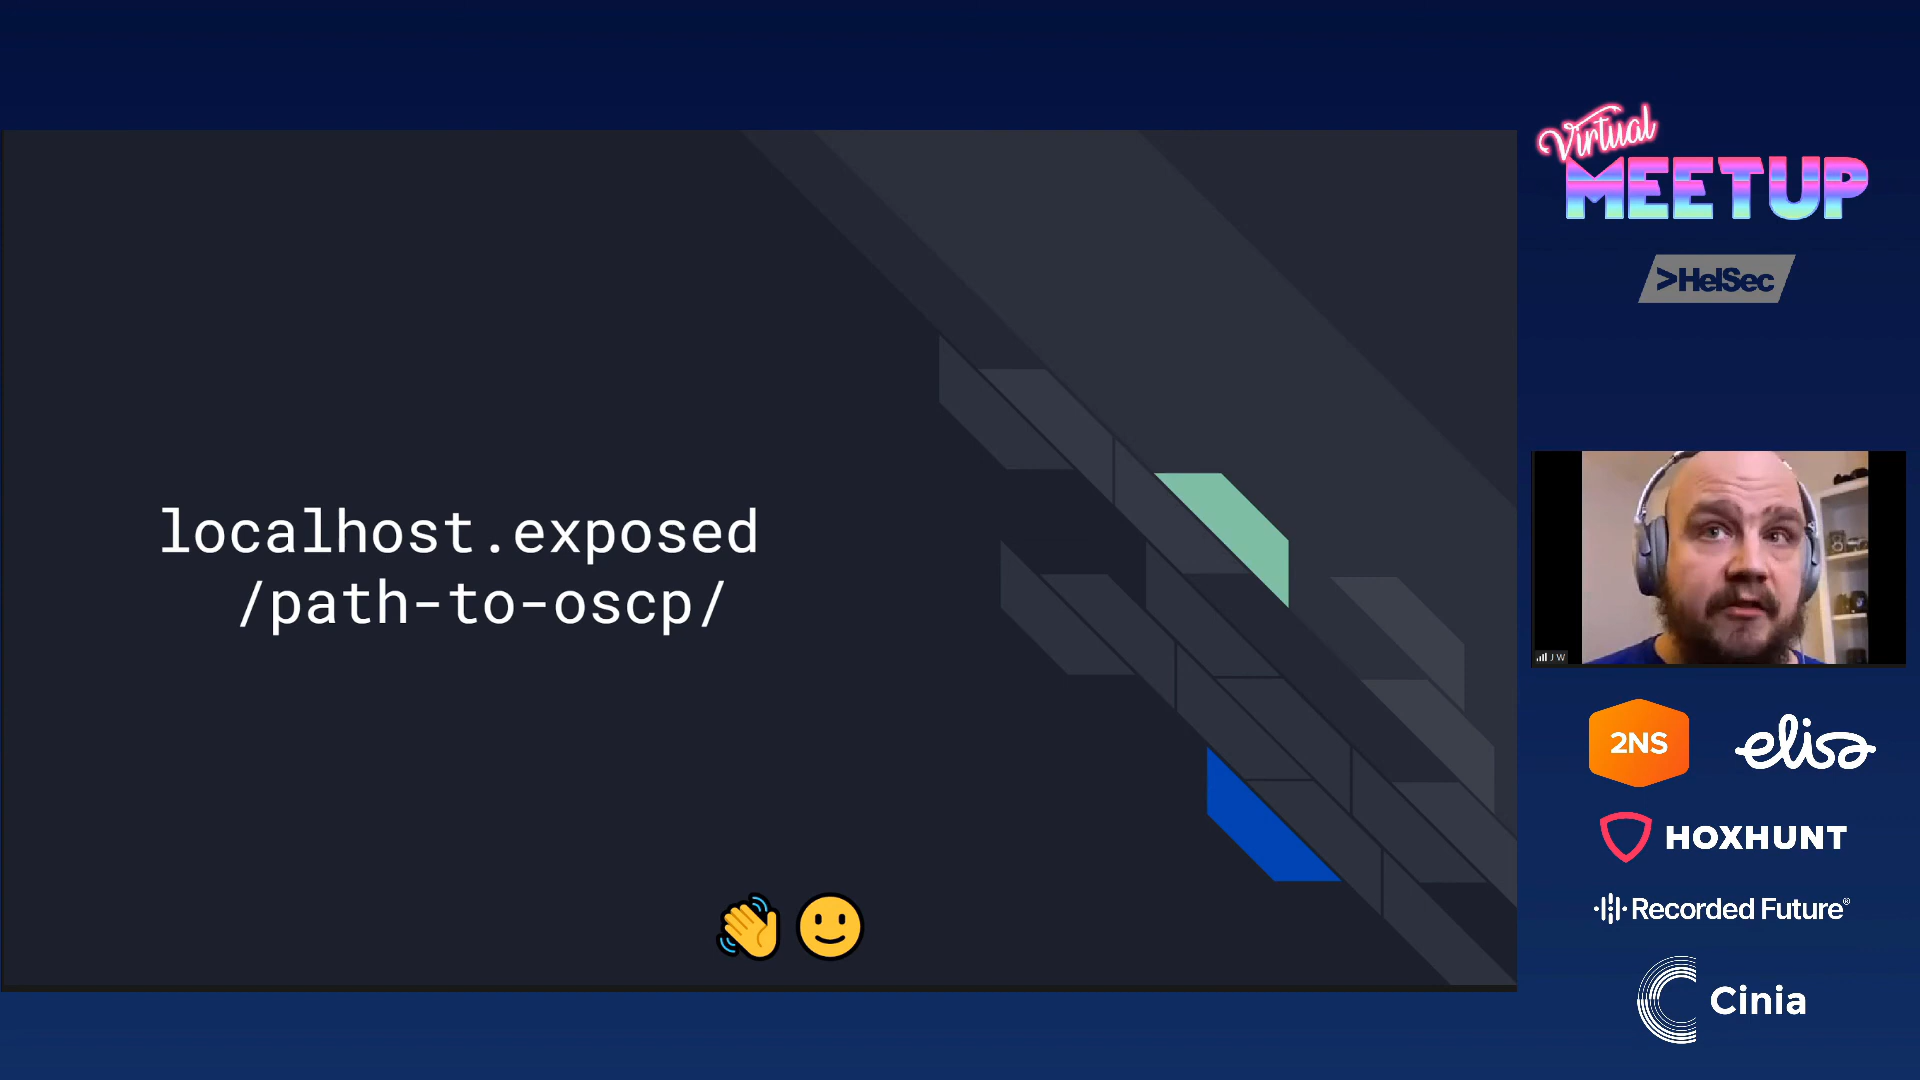 localhost.exposed
/path-to-oscp/
Virtual
MEETUP
>HelSec
J W
2NS
elisa
HOXHUNT
Recorded Future®
Cinia